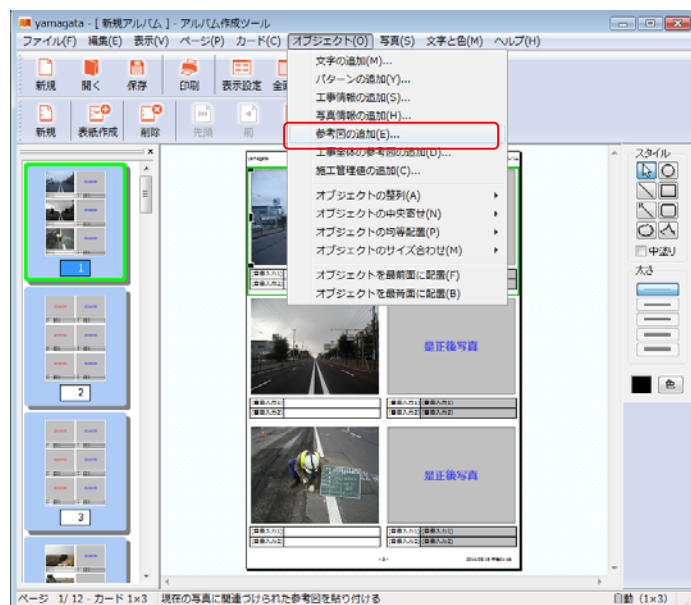 yamagata - [ 新規アルバム ] - アルバム作成ツール
ファイル(F) 編集(E) 表示(V) ページ(P) カード(C) オブジェクト(O) 写真(S) 文字と色(M) ヘルプ(H)
新規 開く 保存 印刷 表示設定
新規 表紙作成 削除 先頭 前
文字の追加(M)...
パターンの追加(Y)...
工事情報の追加(S)...
写真情報の追加(H)...
参考図の追加(E)...
工事全体の参考図の追加(D)...
施工管理値の追加(C)...
オブジェクトの整列(A)
オブジェクトの中央寄せ(N)
オブジェクトの均等配置(P)
オブジェクトのサイズ合わせ(M)
オブジェクトを最前面に配置(F)
オブジェクトを最背面に配置(B)
1
2
3
yamagata
是正後写真
是正後写真
スタイル
中塗り
太さ
色
ページ 1/ 12 - カード 1×3 現在の写真に関連づけられた参考図を貼り付ける 自動 (1×3)